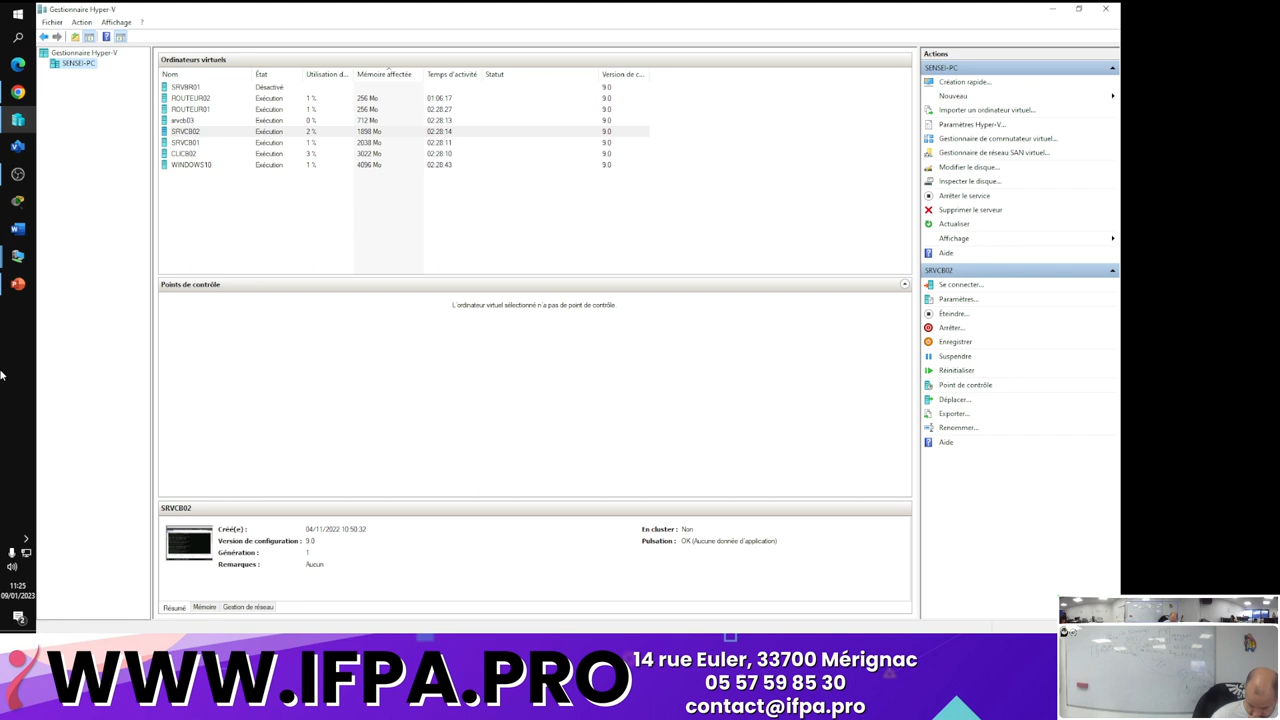 Gestionnaire Hyper-V
Fichier Action Affichage ?
Gestionnaire Hyper-V
SENSEI-PC
Ordinateurs virtuels
Nom État Utilisation d... Mémoire affectée Temps d'activité Statut Version de c...
SRVBR01 Désactivé 9.0
ROUTEUR02 Exécution 1 % 256 Mo 01:06:17 9.0
ROUTEUR01 Exécution 1 % 256 Mo 02:28:27 9.0
srvcb03 Exécution 0 % 712 Mo 02:28:13 9.0
SRVCB02 Exécution 2 % 1898 Mo 02:28:14 9.0
SRVCB01 Exécution 1 % 2038 Mo 02:28:11 9.0
CLICB02 Exécution 3 % 3022 Mo 02:28:10 9.0
WINDOWS10 Exécution 1 % 4096 Mo 02:28:43 9.0
Points de contrôle
L'ordinateur virtuel sélectionné n'a pas de point de contrôle.
SRVCB02
Créé(e) : 04/11/2022 10:50:32 En cluster : Non
Version de configuration : 9.0 Pulsation : OK (Aucune donnée d'application)
Génération : 1
Remarques : Aucun
Résumé Mémoire Gestion de réseau
Actions
SENSEI-PC
Création rapide...
Nouveau
Importer un ordinateur virtuel...
Paramètres Hyper-V...
Gestionnaire de commutateur virtuel...
Gestionnaire de réseau SAN virtuel...
Modifier le disque...
Inspecter le disque...
Arrêter le service
Supprimer le serveur
Actualiser
Affichage
Aide
SRVCB02
Se connecter...
Paramètres...
Éteindre...
Arrêter...
Enregistrer
Suspendre
Réinitialiser
Point de contrôle
Déplacer...
Exporter...
Renommer...
Aide
11:25
09/01/2023
2
WWW.IFPA.PRO
14 rue Euler, 33700 Mérignac
05 57 59 85 30
contact@ifpa.pro